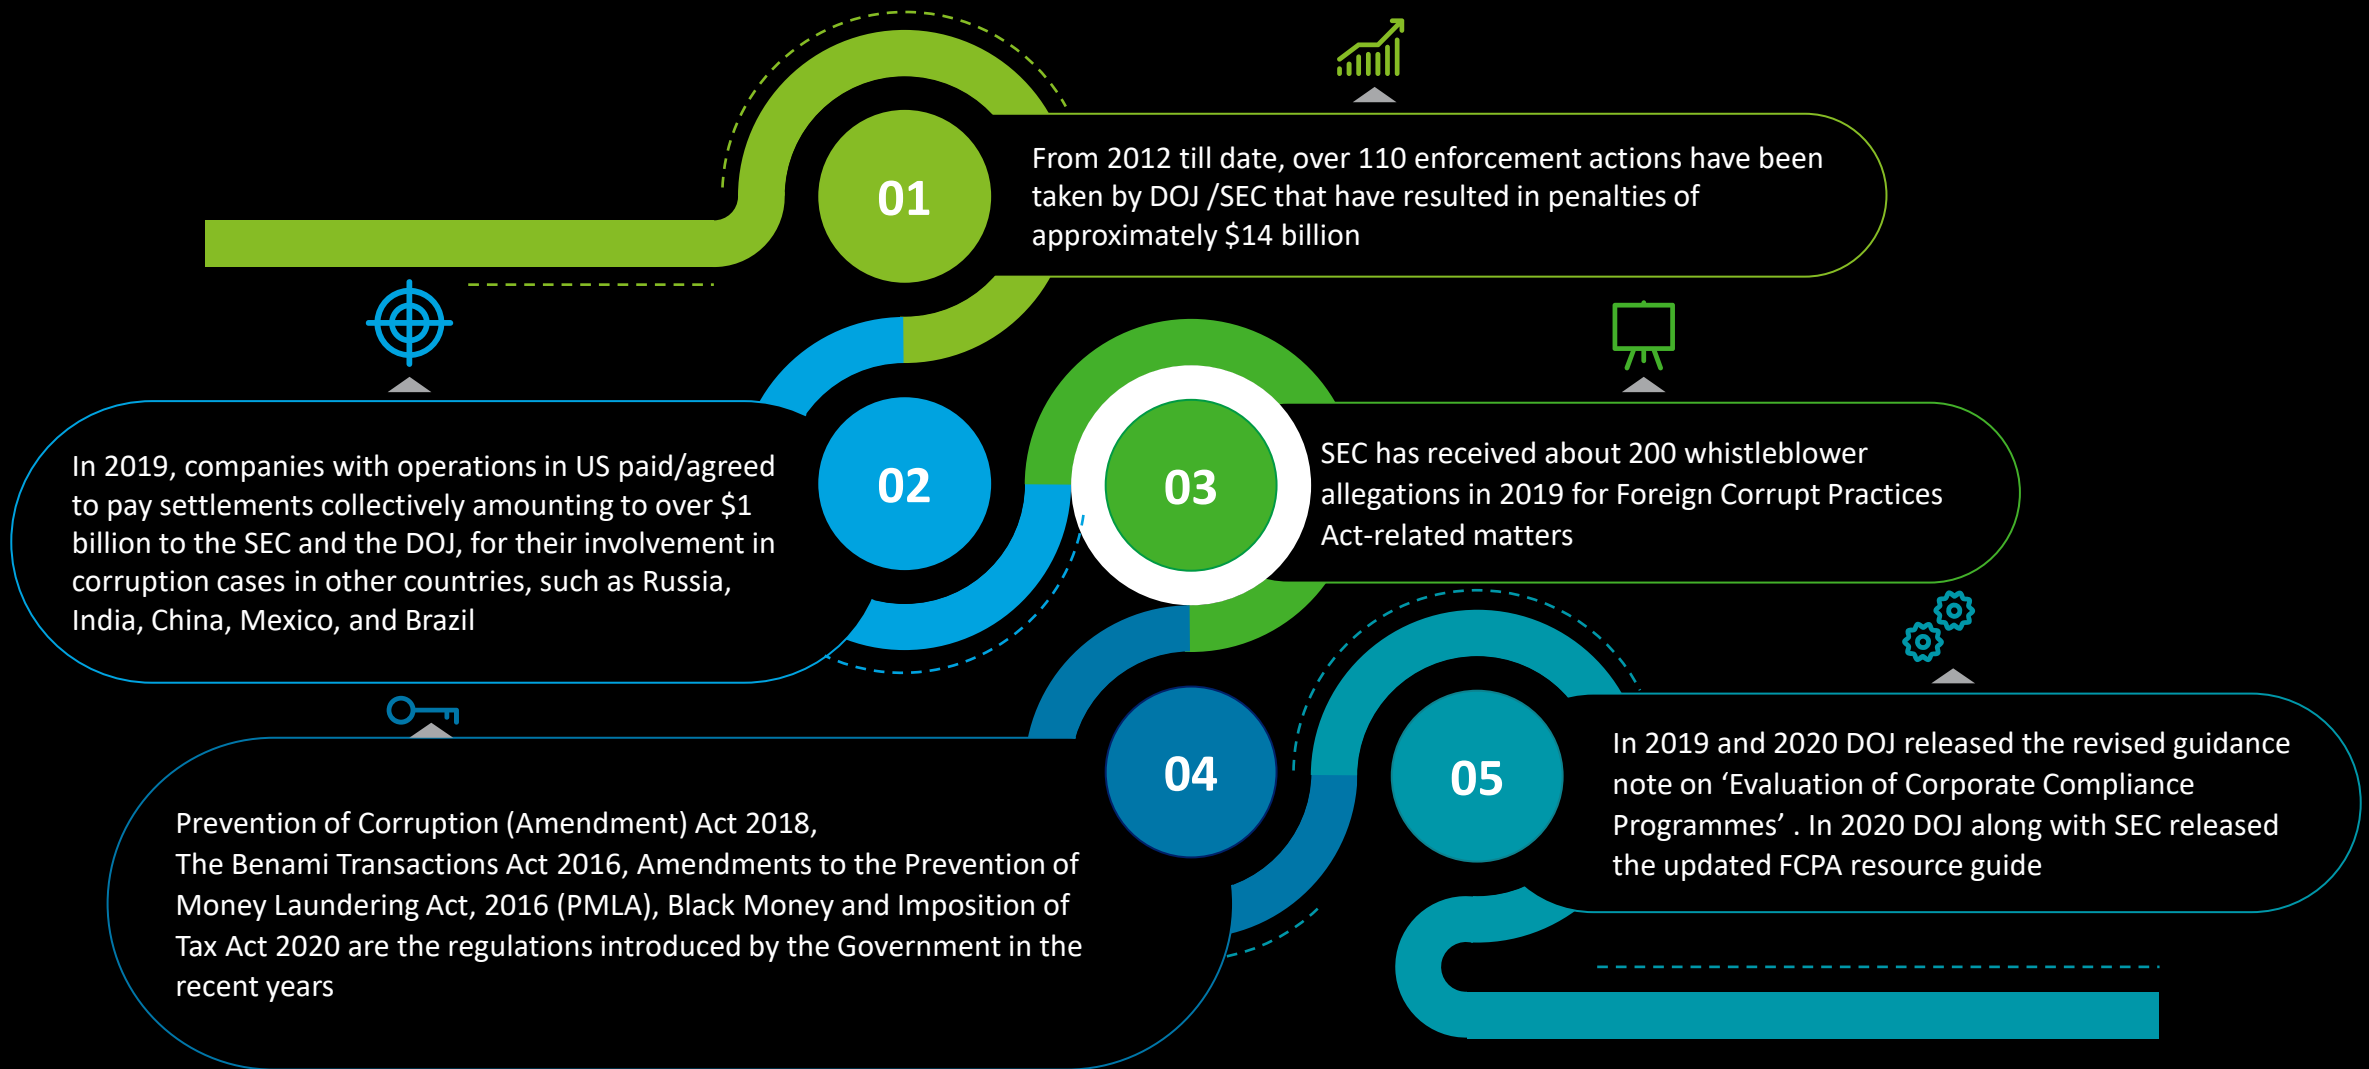 01
From 2012 till date, over 110 enforcement actions have been
taken by DOJ /SEC that have resulted in penalties of
approximately $14 billion
02
In 2019, companies with operations in US paid/agreed
to pay settlements collectively amounting to over $1
billion to the SEC and the DOJ, for their involvement in
corruption cases in other countries, such as Russia,
India, China, Mexico, and Brazil
03
SEC has received about 200 whistleblower
allegations in 2019 for Foreign Corrupt Practices
Act-related matters
04
Prevention of Corruption (Amendment) Act 2018,
The Benami Transactions Act 2016, Amendments to the Prevention of
Money Laundering Act, 2016 (PMLA), Black Money and Imposition of
Tax Act 2020 are the regulations introduced by the Government in the
recent years
05
In 2019 and 2020 DOJ released the revised guidance
note on ‘Evaluation of Corporate Compliance
Programmes’ . In 2020 DOJ along with SEC released
the updated FCPA resource guide